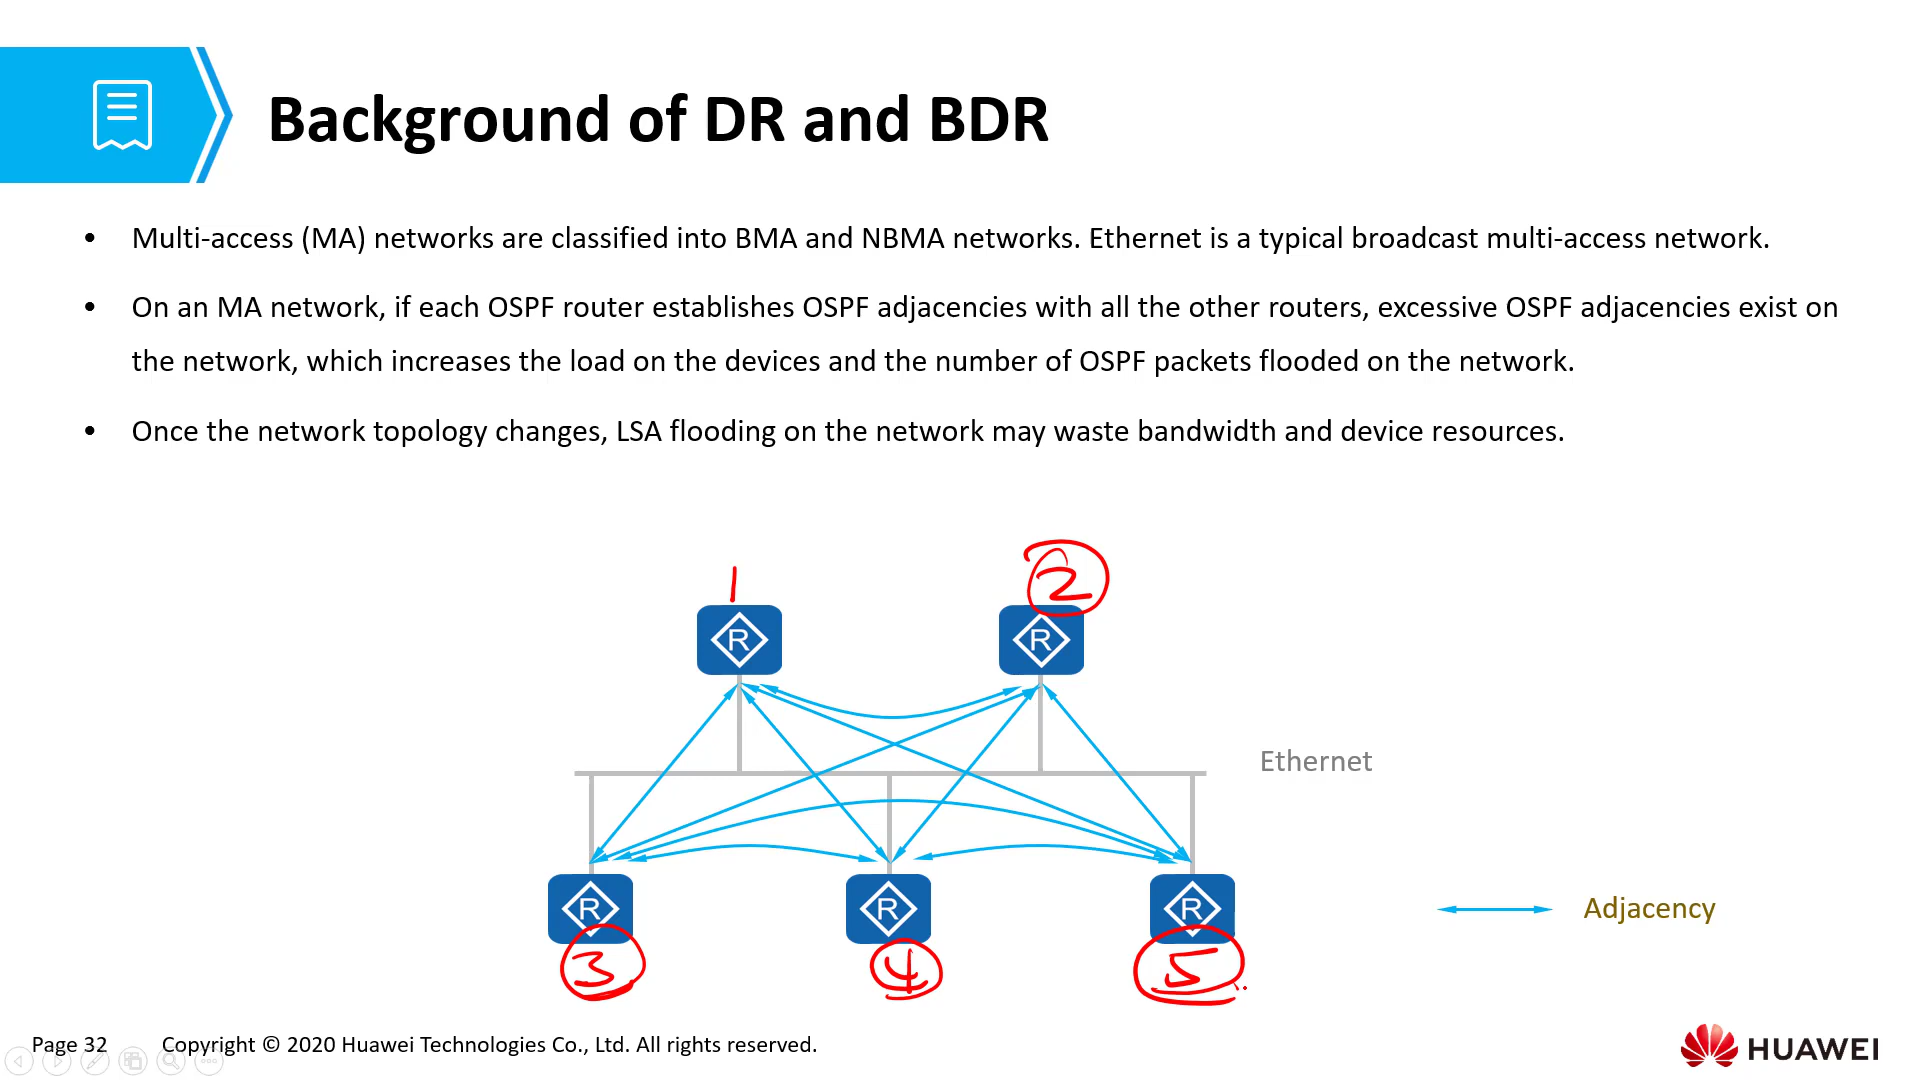 Background of DR and BDR
• Multi-access (MA) networks are classified into BMA and NBMA networks. Ethernet is a typical broadcast multi-access network.
• On an MA network, if each OSPF router establishes OSPF adjacencies with all the other routers, excessive OSPF adjacencies exist on
the network, which increases the load on the devices and the number of OSPF packets flooded on the network.
• Once the network topology changes, LSA flooding on the network may waste bandwidth and device resources.
1 2
R R
Ethernet
R R R
Adjacency
3 4 5
Page 32 Copyright © 2020 Huawei Technologies Co., Ltd. All rights reserved.
HUAWEI